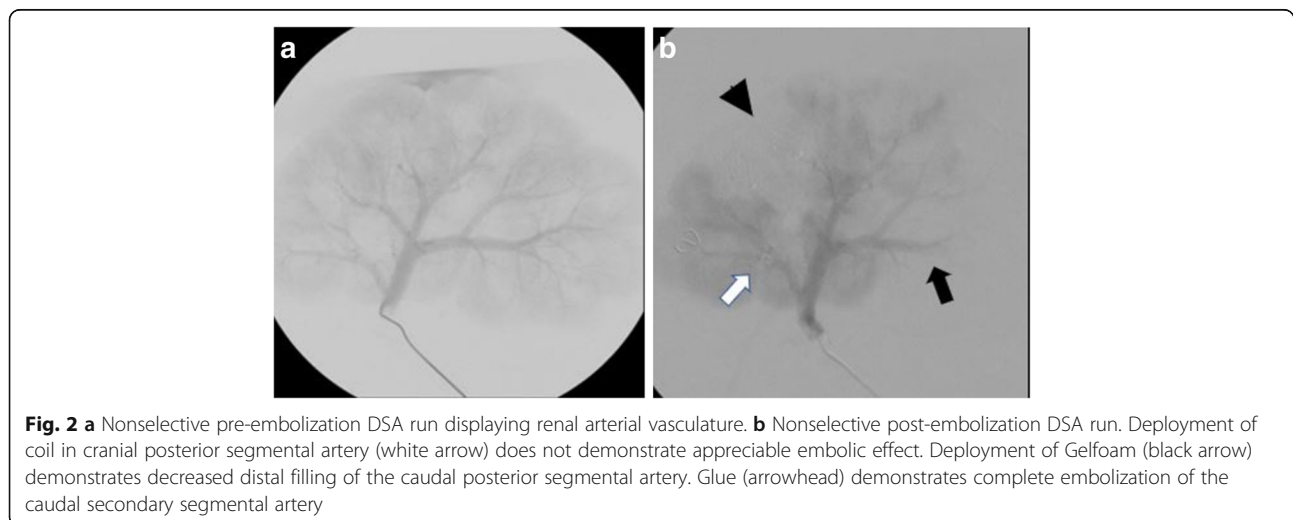 a
b
Fig. 2 a Nonselective pre-embolization DSA run displaying renal arterial vasculature. b Nonselective post-embolization DSA run. Deployment of
coil in cranial posterior segmental artery (white arrow) does not demonstrate appreciable embolic effect. Deployment of Gelfoam (black arrow)
demonstrates decreased distal filling of the caudal posterior segmental artery. Glue (arrowhead) demonstrates complete embolization of the
caudal secondary segmental artery